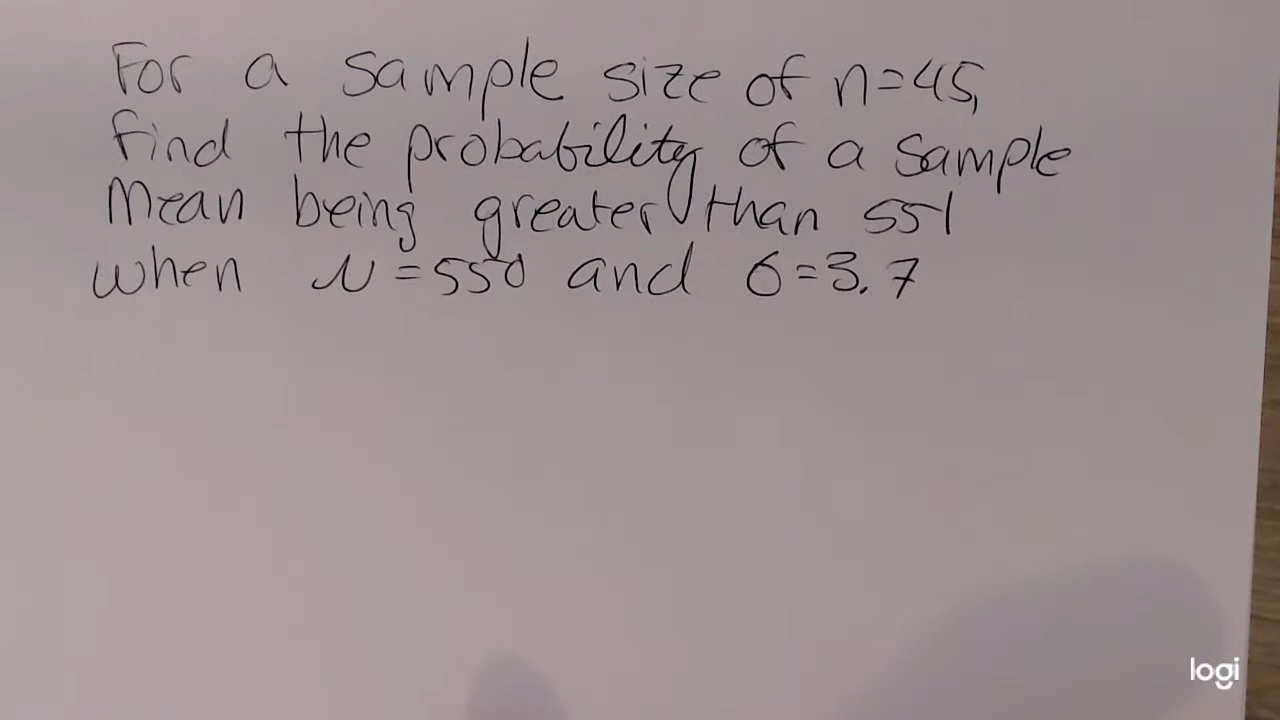 For a sample size of n=45,
find the probability of a sample
mean being greater than 551
when μ=550 and σ=3.7
logi